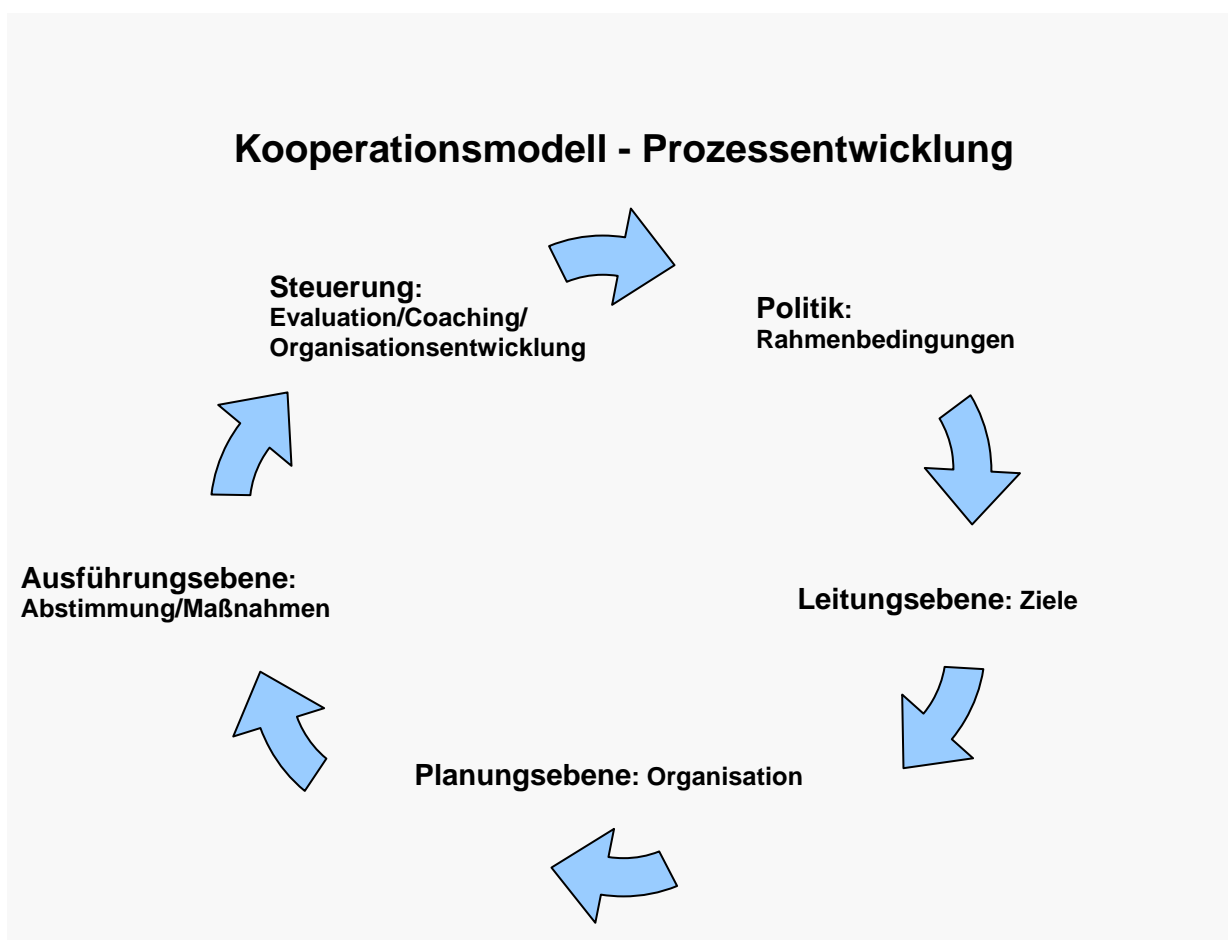 Kooperationsmodell - Prozessentwicklung
Steuerung:
Evaluation/Coaching/
Organisationsentwicklung
Politik:
Rahmenbedingungen
Ausführungsebene:
Abstimmung/Maßnahmen
Leitungsebene: Ziele
Planungsebene: Organisation